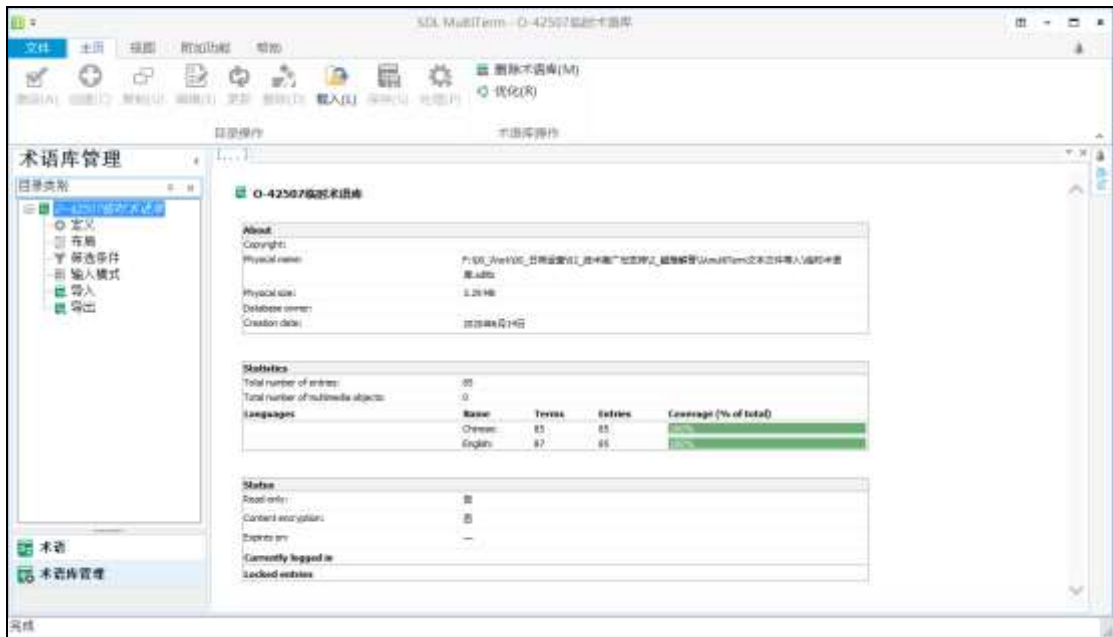 SDL MultiTerm - O-42507临时术语库
文件 主页 视图 附加功能 帮助
载入(L) 删除术语库(M)
优化(R)
目录操作 术语库操作
术语库管理
目录类别
O-42507临时术语库
定义
布局
筛选条件
输入模式
导入
导出
术语
术语库管理
完成
O-42507临时术语库
About
Copyright:
Physical name:
Physical size:
Database owner:
Creation date:
Statistics
Total number of entries: 85
Total number of multimedia objects: 0
Languages Name Terms Entries Coverage (% of total)
Chinese: 85 85 100%
English: 87 85 100%
Status
Read only: 否
Content encryption: 否
Expires on: —
Currently logged in
Locked entries